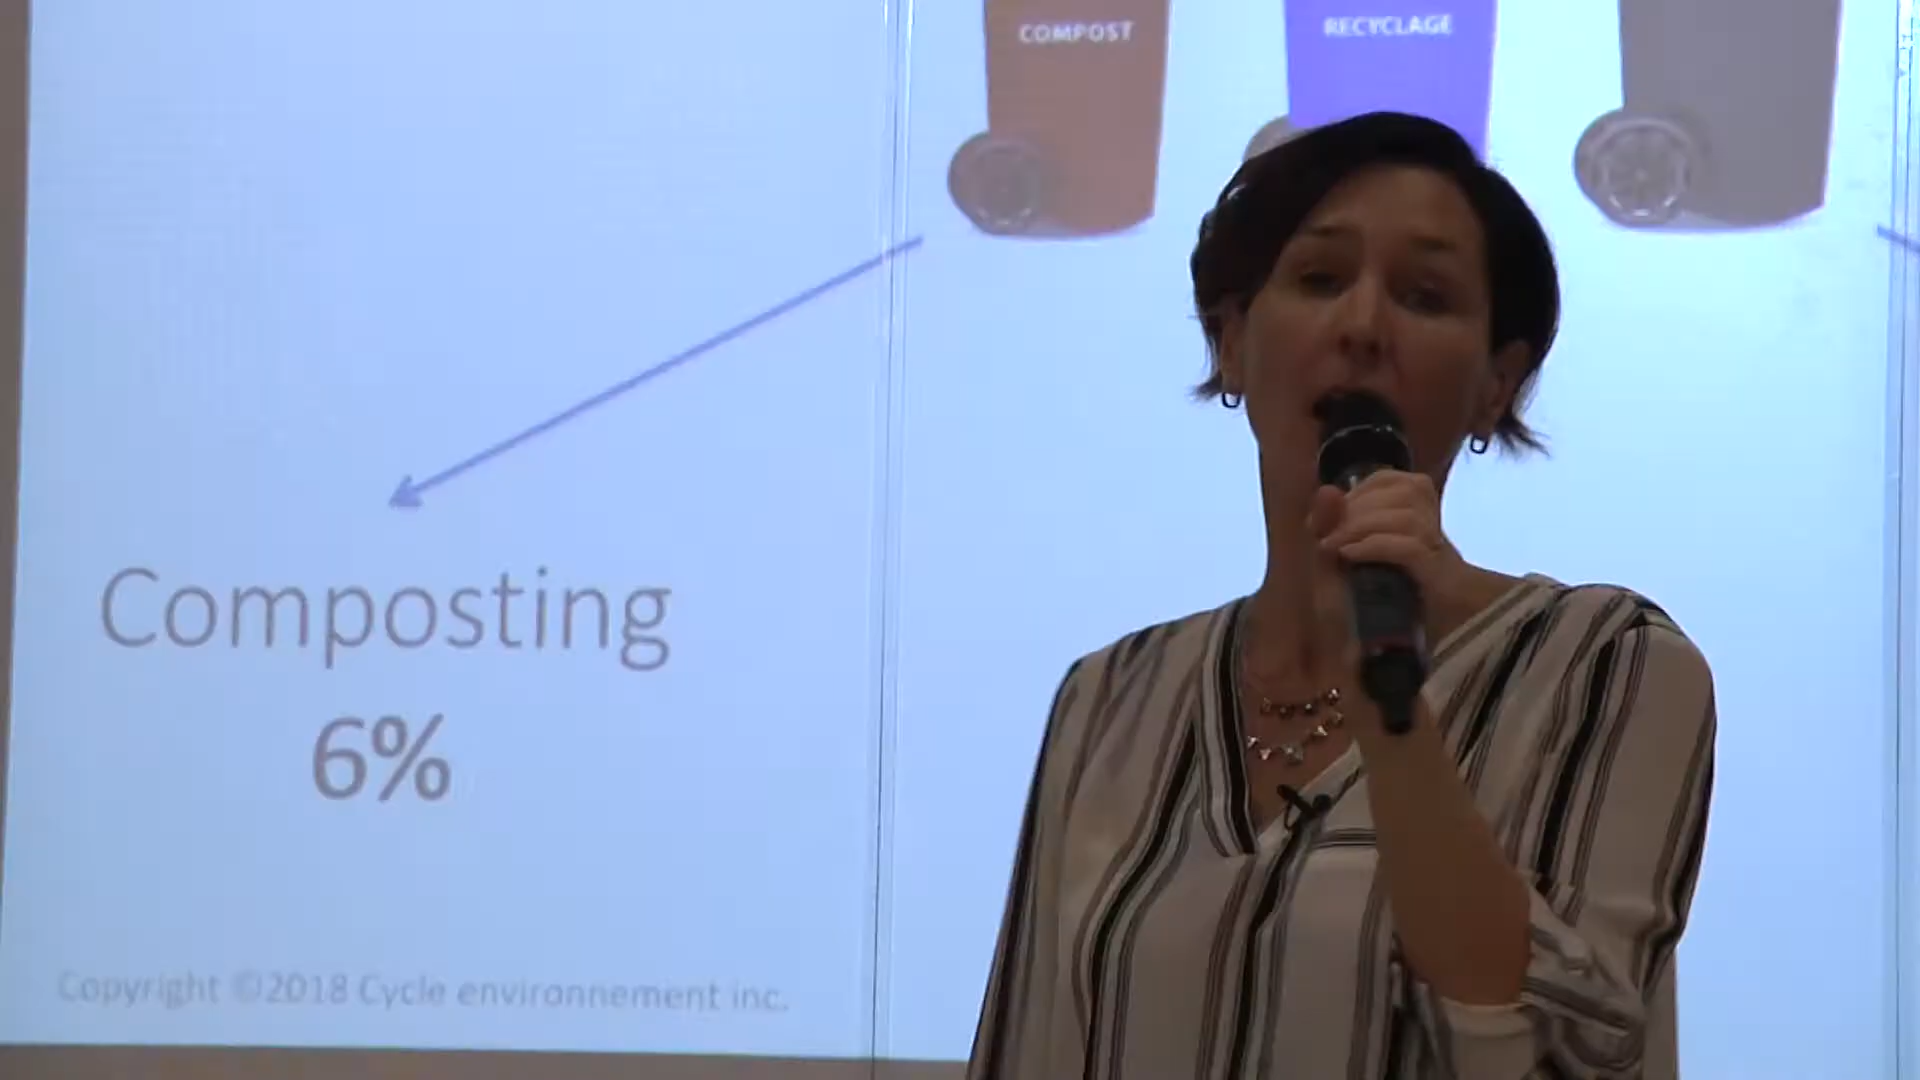 COMPOST
RECYCLAGE
Composting
6%
Copyright ©2018 Cycle environnement inc.